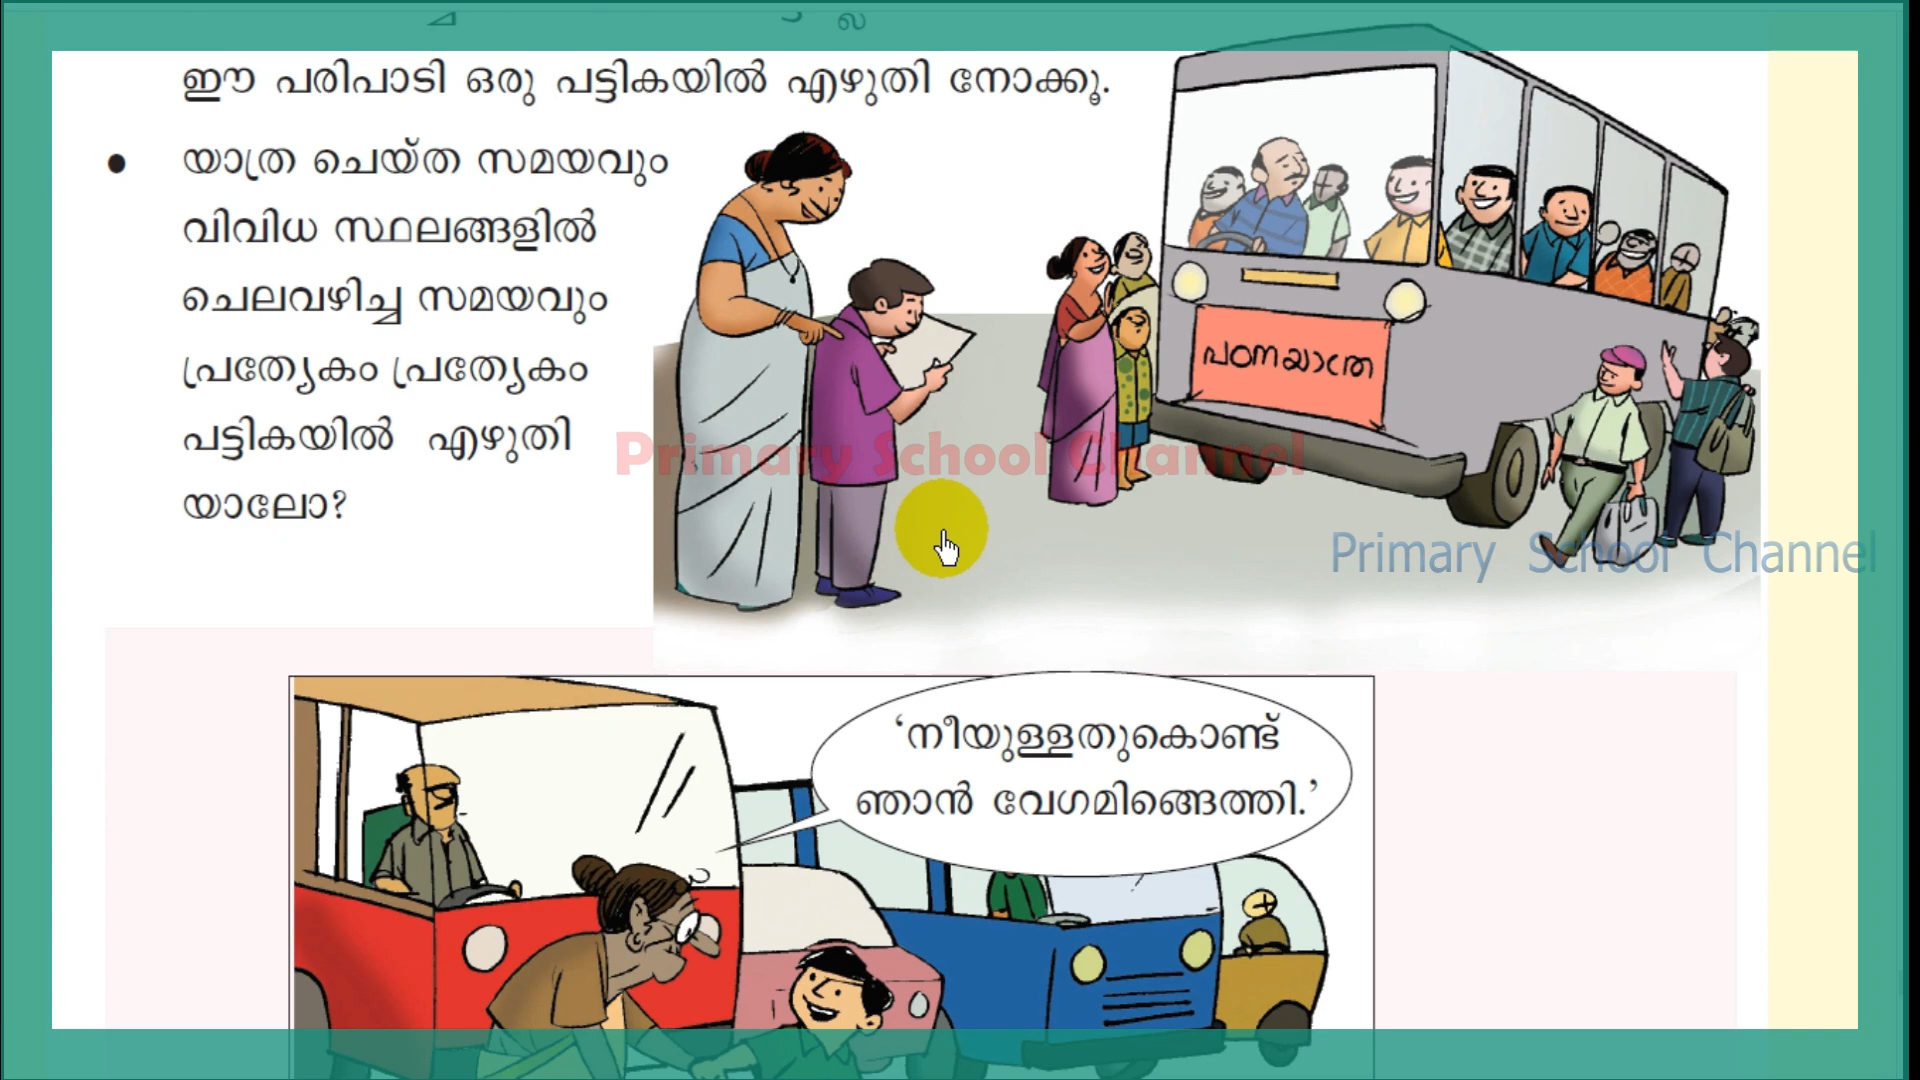 ഈ പരിപാടി ഒരു പട്ടികയിൽ എഴുതി നോക്കൂ.
• യാത്ര ചെയ്ത സമയവും
വിവിധ സ്ഥലങ്ങളിൽ
ചെലവഴിച്ച സമയവും
പ്രത്യേകം പ്രത്യേകം
പട്ടികയിൽ എഴുതി
യാലോ?
പഠനയാത്ര
Primary School Channel
Primary School Channel
‘നീയുള്ളതുകൊണ്ട്
ഞാൻ വേഗമിങ്ങെത്തി.’